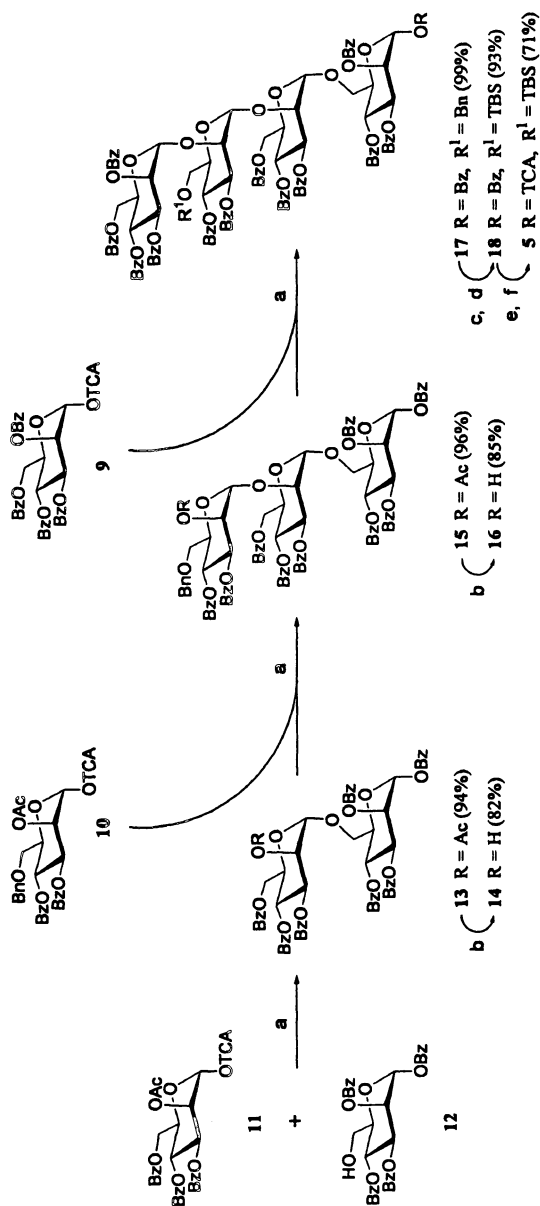 BzO
OAc
O
BzO
BzO
OTCA
11
+
HO
OBz
O
BzO
BzO
OBz
12
a
BnO
OAc
O
BzO
BzO
OTCA
10
BzO
OR
O
BzO
BzO
O
OBz
O
BzO
BzO
OBz
b
13 R = Ac (94%)
14 R = H (82%)
a
BzO
OBz
O
BzO
BzO
OTCA
9
BnO
OR
O
BzO
BzO
O
BzO
O
BzO
BzO
O
OBz
O
BzO
BzO
OBz
b
15 R = Ac (96%)
16 R = H (85%)
a
BzO
OBz
O
BzO
BzO
O
R¹O
O
BzO
BzO
O
BzO
O
BzO
BzO
O
OBz
O
BzO
BzO
OR
c, d
17 R = Bz, R¹ = Bn (99%)
18 R = Bz, R¹ = TBS (93%)
e, f
5 R = TCA, R¹ = TBS (71%)